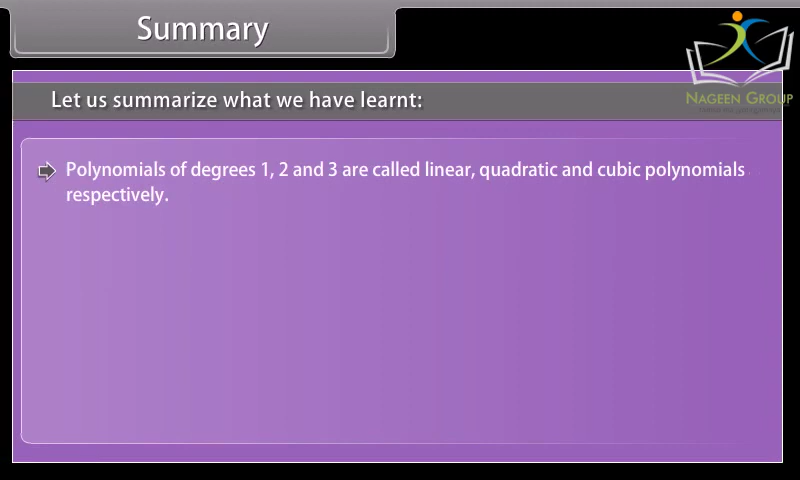 Summary
NAGEEN GROUP
Let us summarize what we have learnt:
Polynomials of degrees 1, 2 and 3 are called linear, quadratic and cubic polynomials
respectively.